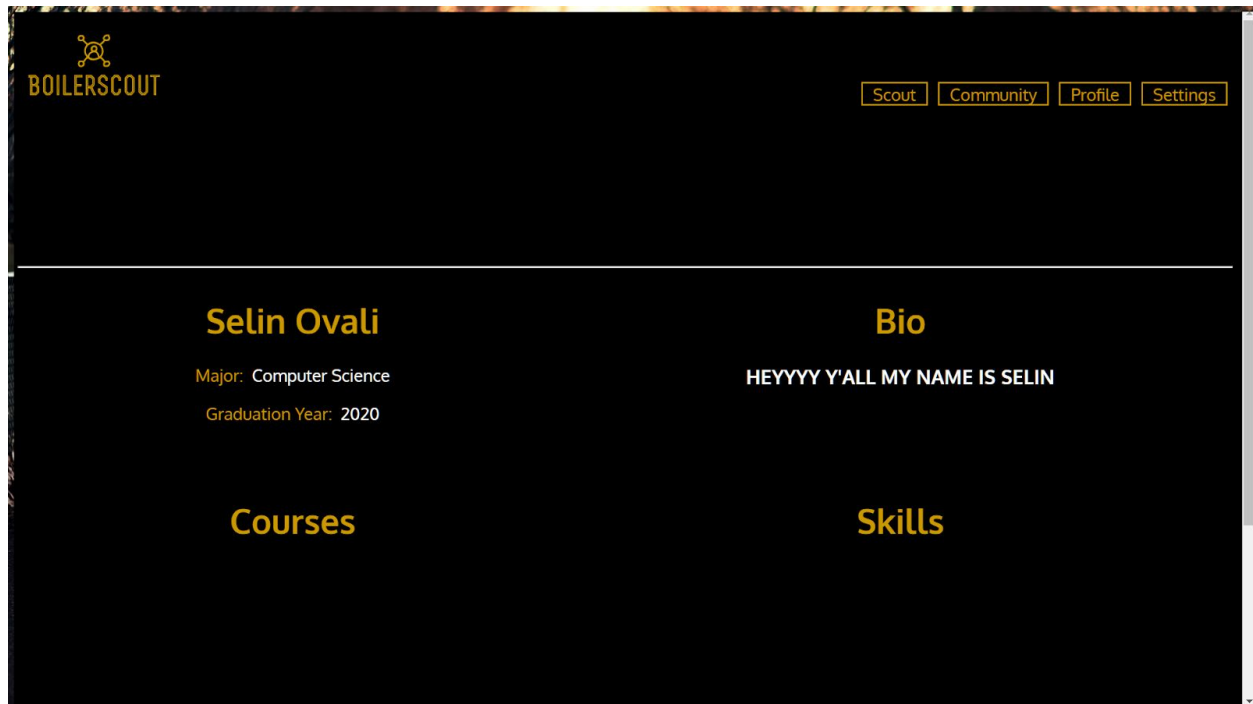 BOILERSCOUT
Scout Community Profile Settings
Selin Ovali
Major: Computer Science
Graduation Year: 2020
Bio
HEYYYY Y'ALL MY NAME IS SELIN
Courses
Skills